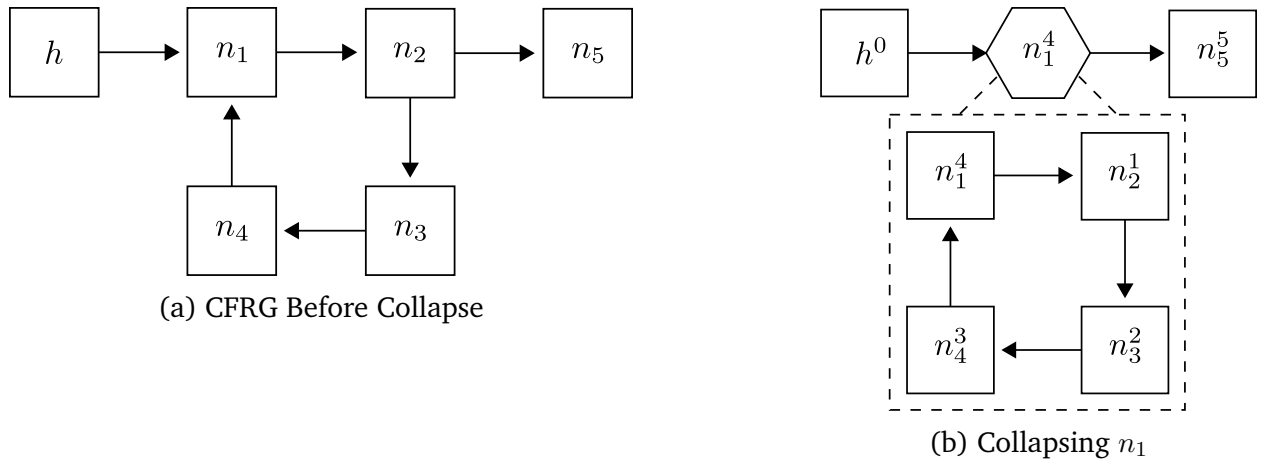 h n₁ n₂ n₅
n₄ n₃
(a) CFRG Before Collapse
h⁰ n₁⁴ n₅⁵
n₁⁴ n₂¹
n₄³ n₃²
(b) Collapsing n₁